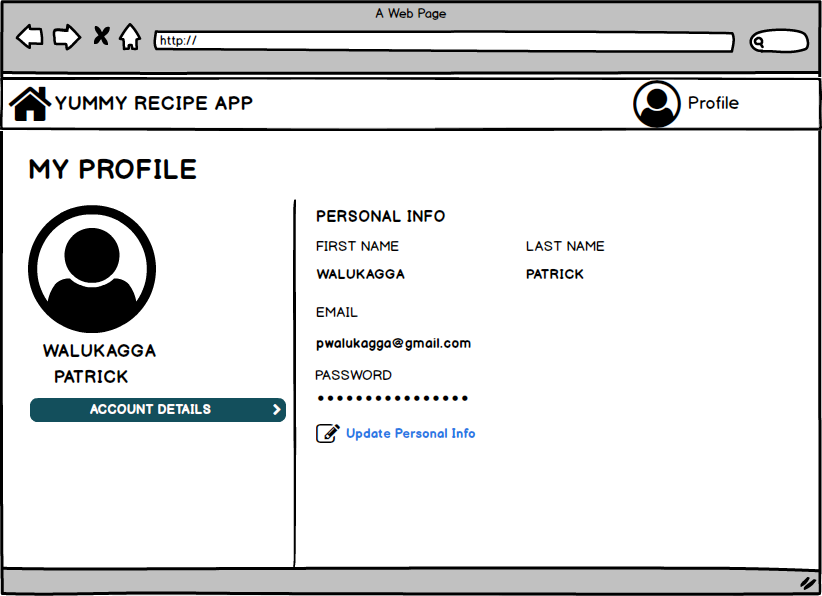 A Web Page
http://
YUMMY RECIPE APP
Profile
MY PROFILE
WALUKAGGA
PATRICK
ACCOUNT DETAILS
PERSONAL INFO
FIRST NAME LAST NAME
WALUKAGGA PATRICK
EMAIL
pwalukagga@gmail.com
PASSWORD
••••••••••••••••
Update Personal Info